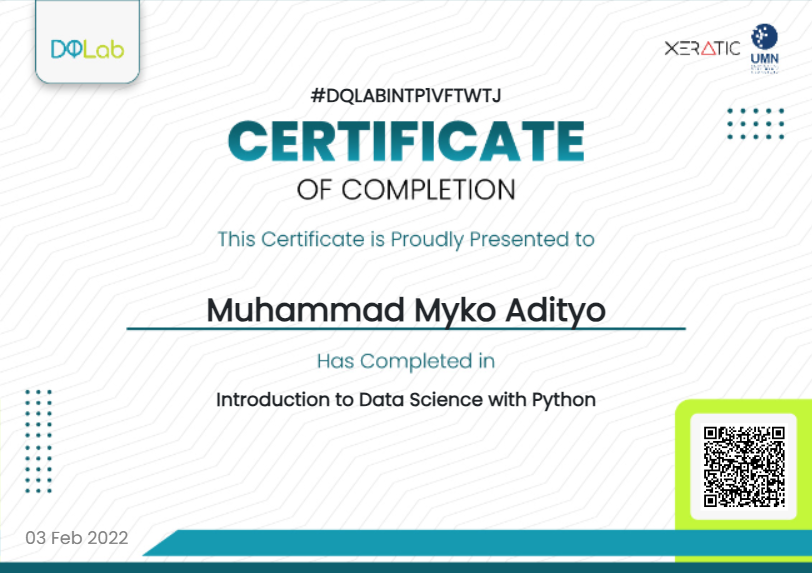 DQLab
XERATIC
UMN
#DQLABINTP1VFTWTJ
CERTIFICATE
OF COMPLETION
This Certificate is Proudly Presented to
Muhammad Myko Adityo
Has Completed in
Introduction to Data Science with Python
03 Feb 2022